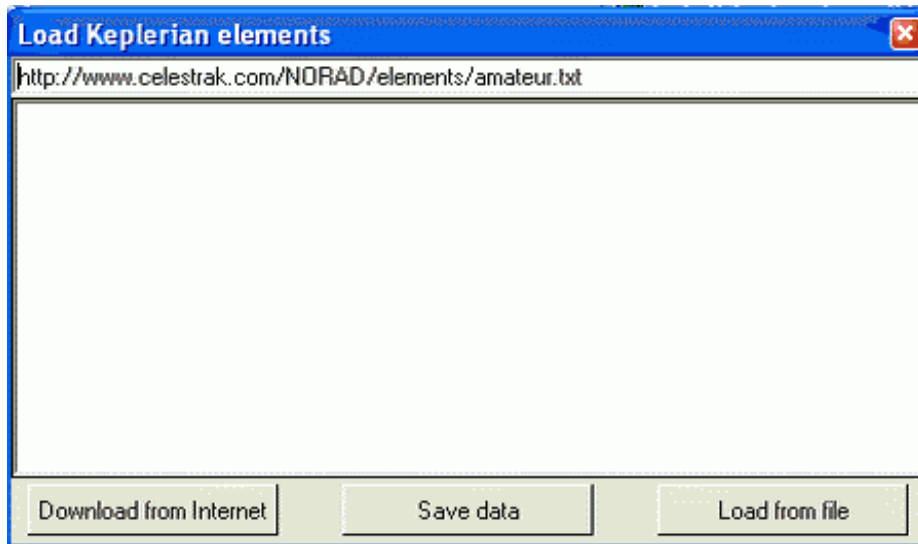 Load Keplerian elements
http://www.celestrak.com/NORAD/elements/amateur.txt
Download from Internet
Save data
Load from file